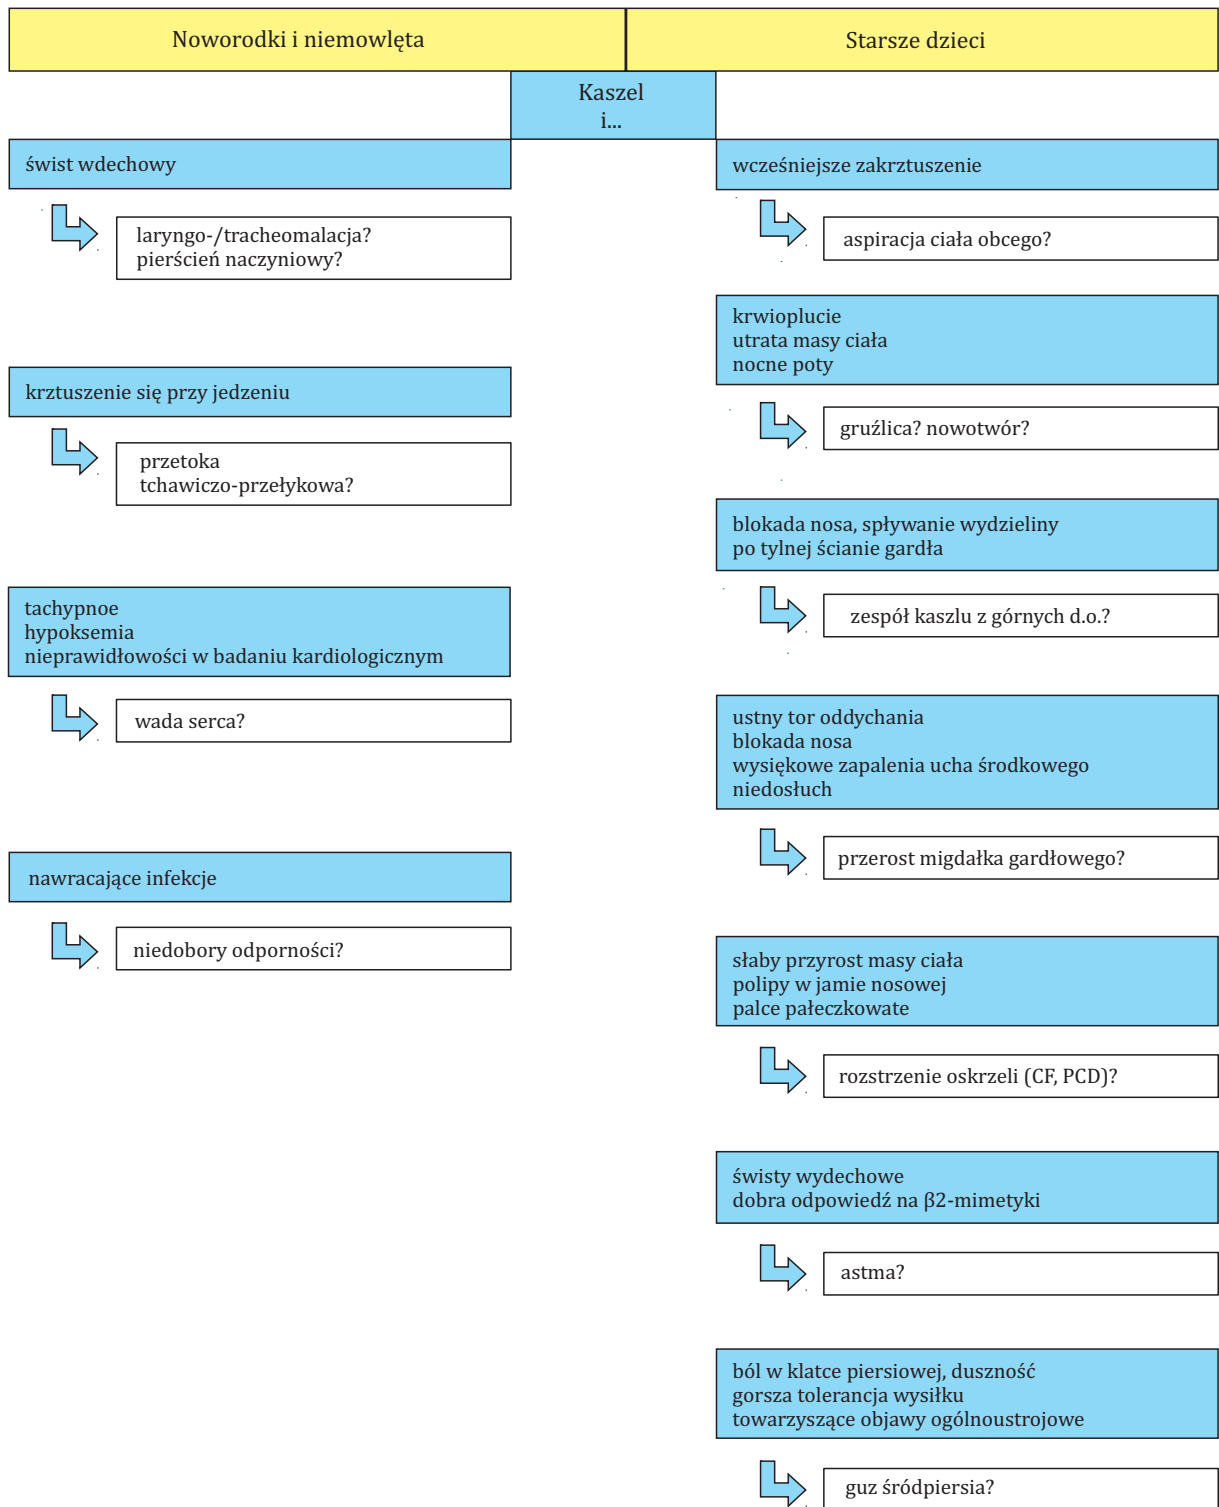 Noworodki i niemowlęta
Starsze dzieci
Kaszel
i...
świst wdechowy
laryngo-/tracheomalacja?
pierścień naczyniowy?
krztuszenie się przy jedzeniu
przetoka
tchawiczo-przełykowa?
tachypnoe
hypoksemia
nieprawidłowości w badaniu kardiologicznym
wada serca?
nawracające infekcje
niedobory odporności?
wcześniejsze zakrztuszenie
aspiracja ciała obcego?
krwioplucie
utrata masy ciała
nocne poty
gruźlica? nowotwór?
blokada nosa, spływanie wydzieliny
po tylnej ścianie gardła
zespół kaszlu z górnych d.o.?
ustny tor oddychania
blokada nosa
wysiękowe zapalenia ucha środkowego
niedosłuch
przerost migdałka gardłowego?
słaby przyrost masy ciała
polipy w jamie nosowej
palce pałeczkowate
rozstrzenie oskrzeli (CF, PCD)?
świsty wydechowe
dobra odpowiedź na β2-mimetyki
astma?
ból w klatce piersiowej, duszność
gorsza tolerancja wysiłku
towarzyszące objawy ogólnoustrojowe
guz śródpiersia?